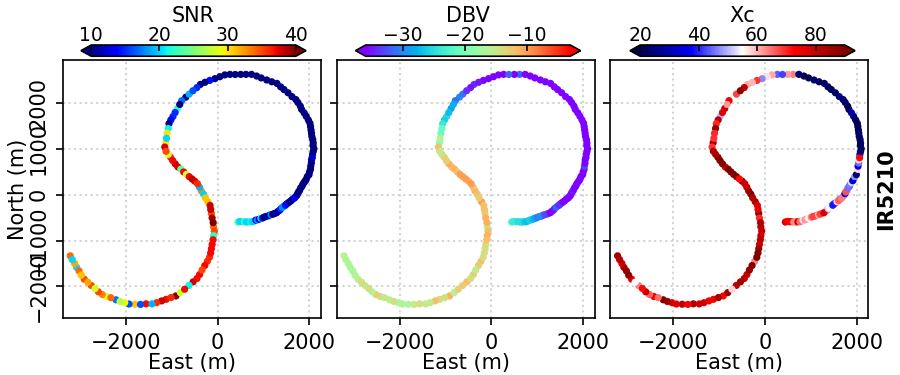 SNR DBV Xc
10 20 30 40 −30 −20 −10 20 40 60 80
North (m)
2000
1000
0
−1000
−2000
IR5210
−2000 0 2000 −2000 0 2000 −2000 0 2000
East (m) East (m) East (m)